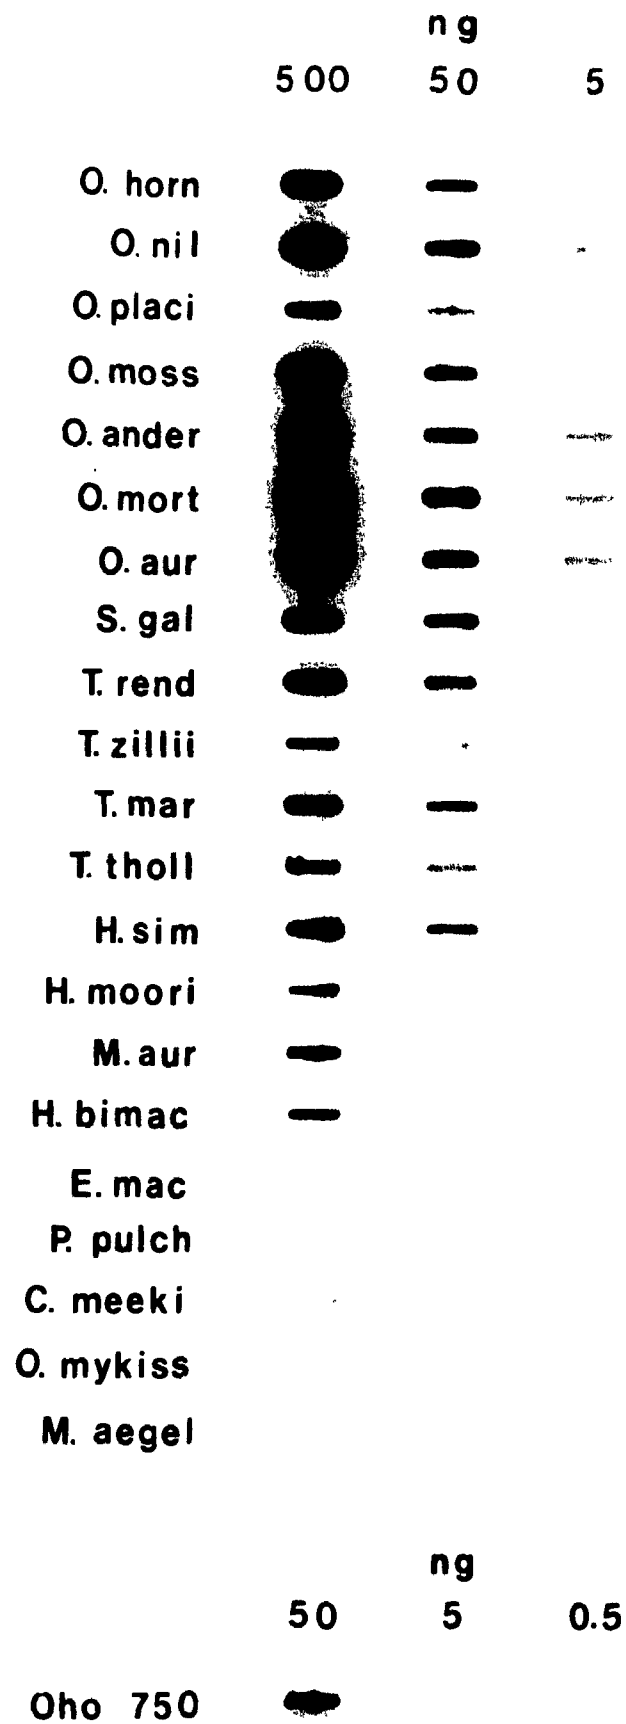 ng
500 50 5
O. horn
O. nil
O. placi
O. moss
O. ander
O. mort
O. aur
S. gal
T. rend
T. zillii
T. mar
T. tholl
H. sim
H. moori
M. aur
H. bimac
E. mac
P. pulch
C. meeki
O. mykiss
M. aegel
ng
50 5 0.5
Oho 750